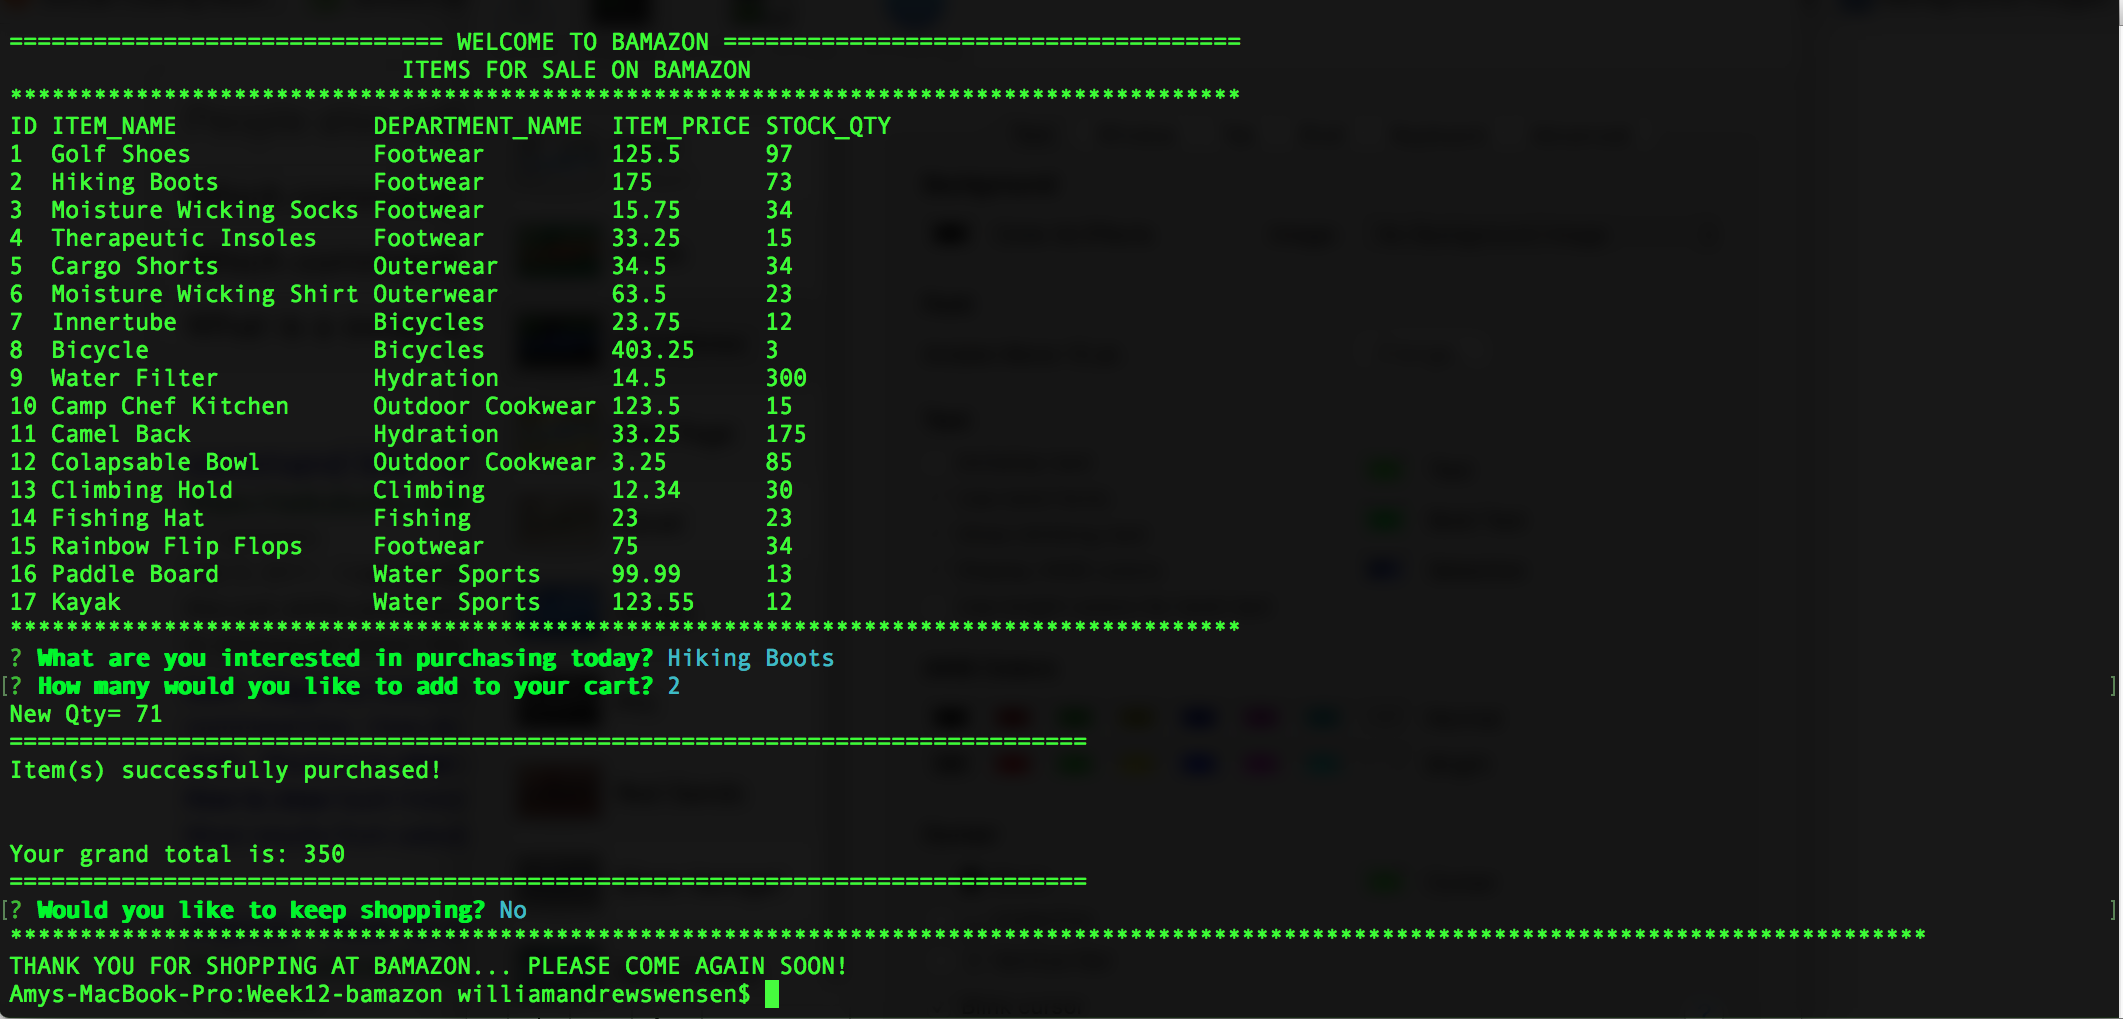 =============================== WELCOME TO BAMAZON =====================================
ITEMS FOR SALE ON BAMAZON
****************************************************************************************
ID ITEM_NAME DEPARTMENT_NAME ITEM_PRICE STOCK_QTY
1 Golf Shoes Footwear 125.5 97
2 Hiking Boots Footwear 175 73
3 Moisture Wicking Socks Footwear 15.75 34
4 Therapeutic Insoles Footwear 33.25 15
5 Cargo Shorts Outerwear 34.5 34
6 Moisture Wicking Shirt Outerwear 63.5 23
7 Innertube Bicycles 23.75 12
8 Bicycle Bicycles 403.25 3
9 Water Filter Hydration 14.5 300
10 Camp Chef Kitchen Outdoor Cookwear 123.5 15
11 Camel Back Hydration 33.25 175
12 Colapsable Bowl Outdoor Cookwear 3.25 85
13 Climbing Hold Climbing 12.34 30
14 Fishing Hat Fishing 23 23
15 Rainbow Flip Flops Footwear 75 34
16 Paddle Board Water Sports 99.99 13
17 Kayak Water Sports 123.55 12
****************************************************************************************
? What are you interested in purchasing today? Hiking Boots
[? How many would you like to add to your cart? 2 ]
New Qty= 71
=============================================================================
Item(s) successfully purchased!
Your grand total is: 350
=============================================================================
[? Would you like to keep shopping? No ]
*****************************************************************************************************************************************
THANK YOU FOR SHOPPING AT BAMAZON... PLEASE COME AGAIN SOON!
Amys-MacBook-Pro:Week12-bamazon williamandrewswensen$